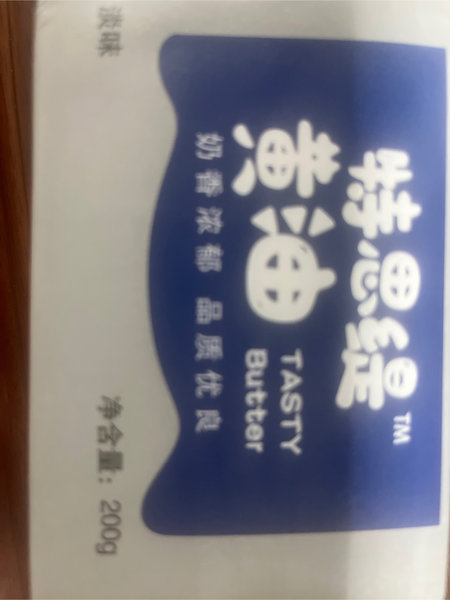 特思缇™
黄油
TASTY
Butter
奶香浓郁 品质优良
淡味
净含量：200g